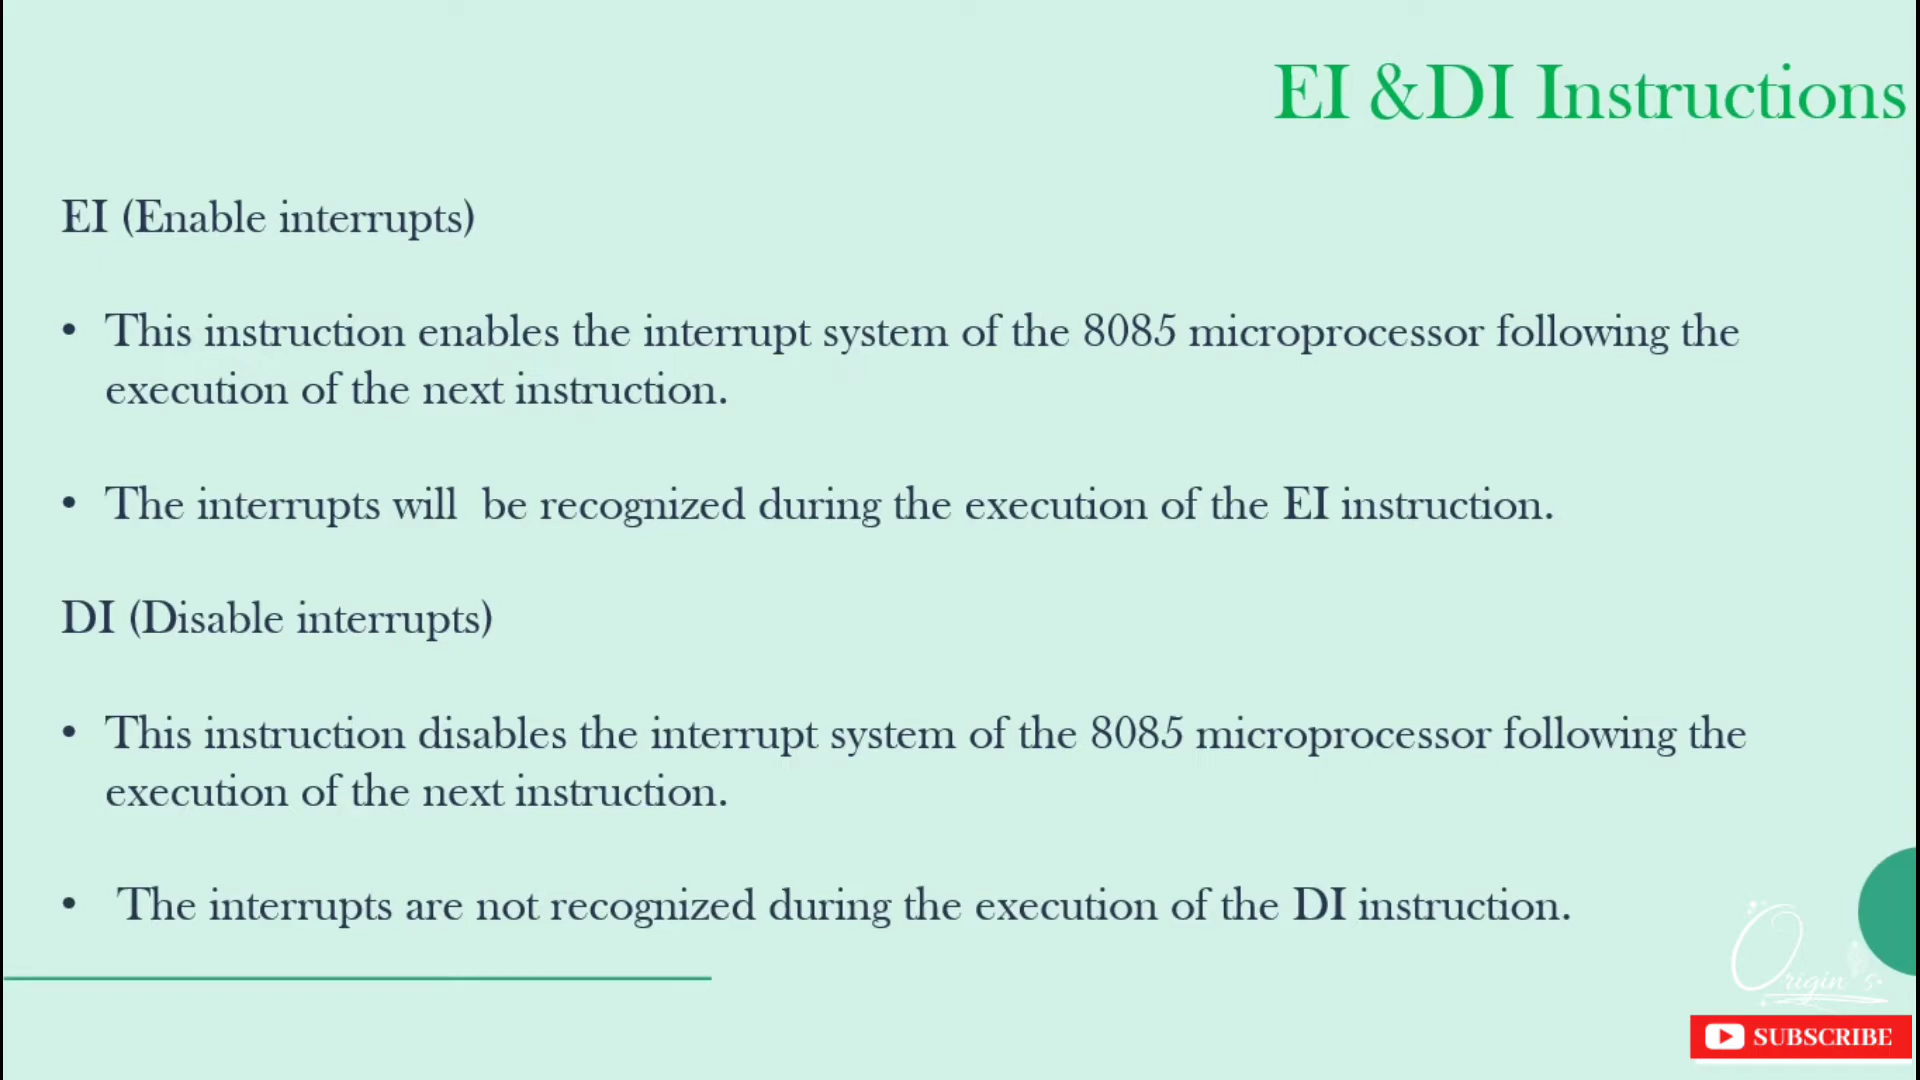 EI &DI Instructions
EI (Enable interrupts)
• This instruction enables the interrupt system of the 8085 microprocessor following the
execution of the next instruction.
• The interrupts will  be recognized during the execution of the EI instruction.
DI (Disable interrupts)
• This instruction disables the interrupt system of the 8085 microprocessor following the
execution of the next instruction.
• The interrupts are not recognized during the execution of the DI instruction.
Origin's
SUBSCRIBE